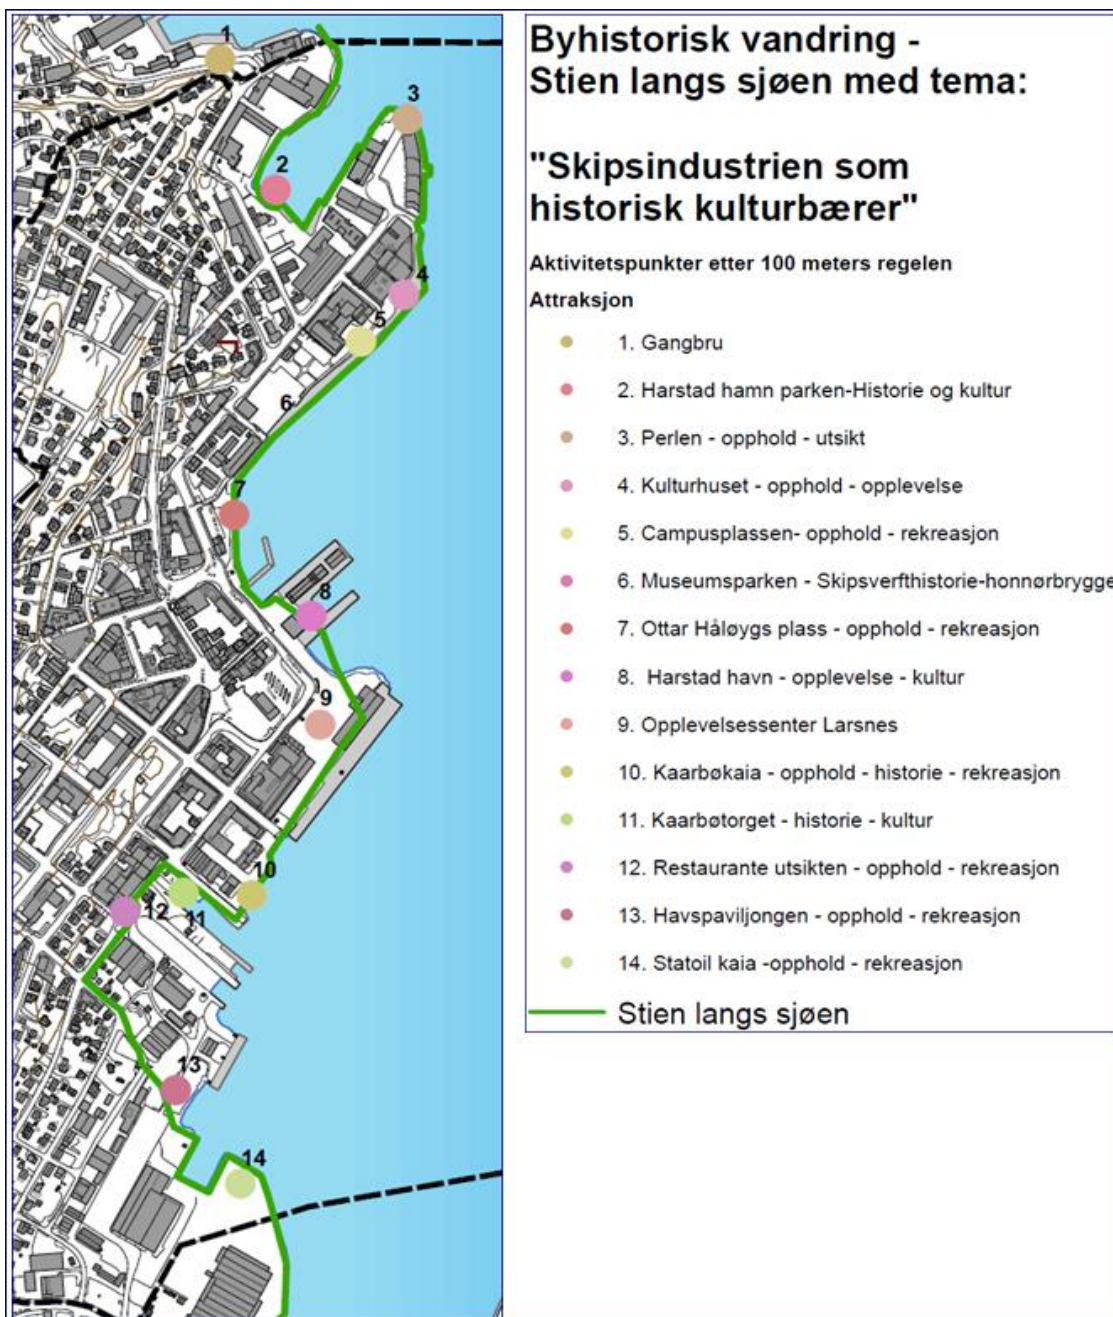 Byhistorisk vandring -
Stien langs sjøen med tema:
"Skipsindustrien som
historisk kulturbærer"
Aktivitetspunkter etter 100 meters regelen
Attraksjon
1. Gangbru
2. Harstad hamn parken-Historie og kultur
3. Perlen - opphold - utsikt
4. Kulturhuset - opphold - opplevelse
5. Campusplassen- opphold - rekreasjon
6. Museumsparken - Skipsverfthistorie-honnørbrygge
7. Ottar Håløygs plass - opphold - rekreasjon
8. Harstad havn - opplevelse - kultur
9. Opplevelsessenter Larsnes
10. Kaarbøkaia - opphold - historie - rekreasjon
11. Kaarbøtorget - historie - kultur
12. Restaurante utsikten - opphold - rekreasjon
13. Havspaviljongen - opphold - rekreasjon
14. Statoil kaia -opphold - rekreasjon
Stien langs sjøen
1
2
3
4
5
6
7
8
9
10
11
12
13
14